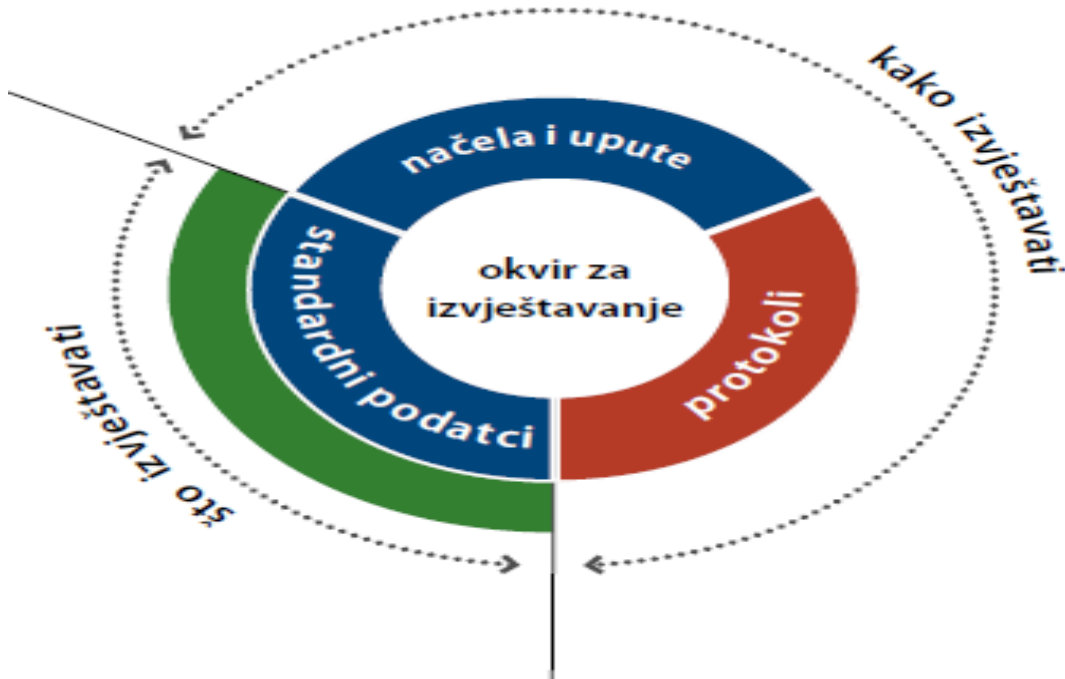 kako izvještavati
načela i upute
standardni podatci
okvir za
izvještavanje
protokoli
što izvještavati